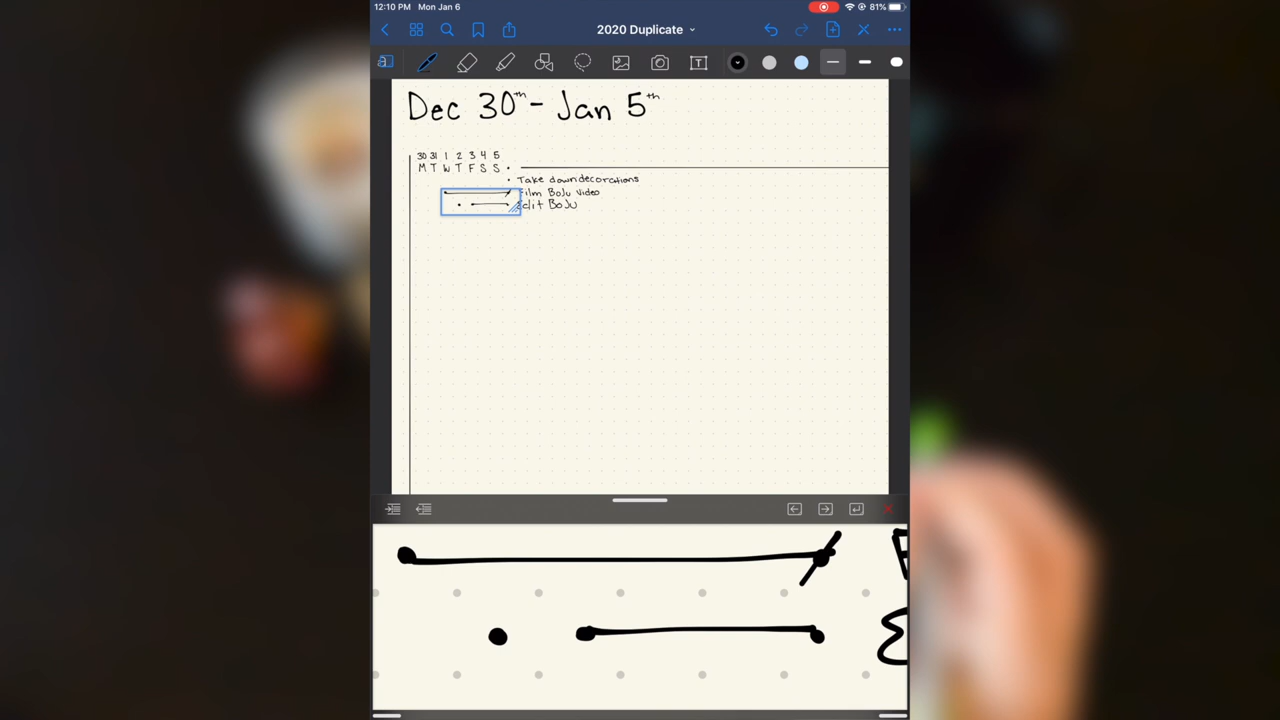 12:10 PM Mon Jan 6 81%
2020 Duplicate
T
Dec 30th - Jan 5th
30 31 1 2 3 4 5
M T W T F S S
Take down decorations
Film BoJu Video
Edit BoJu